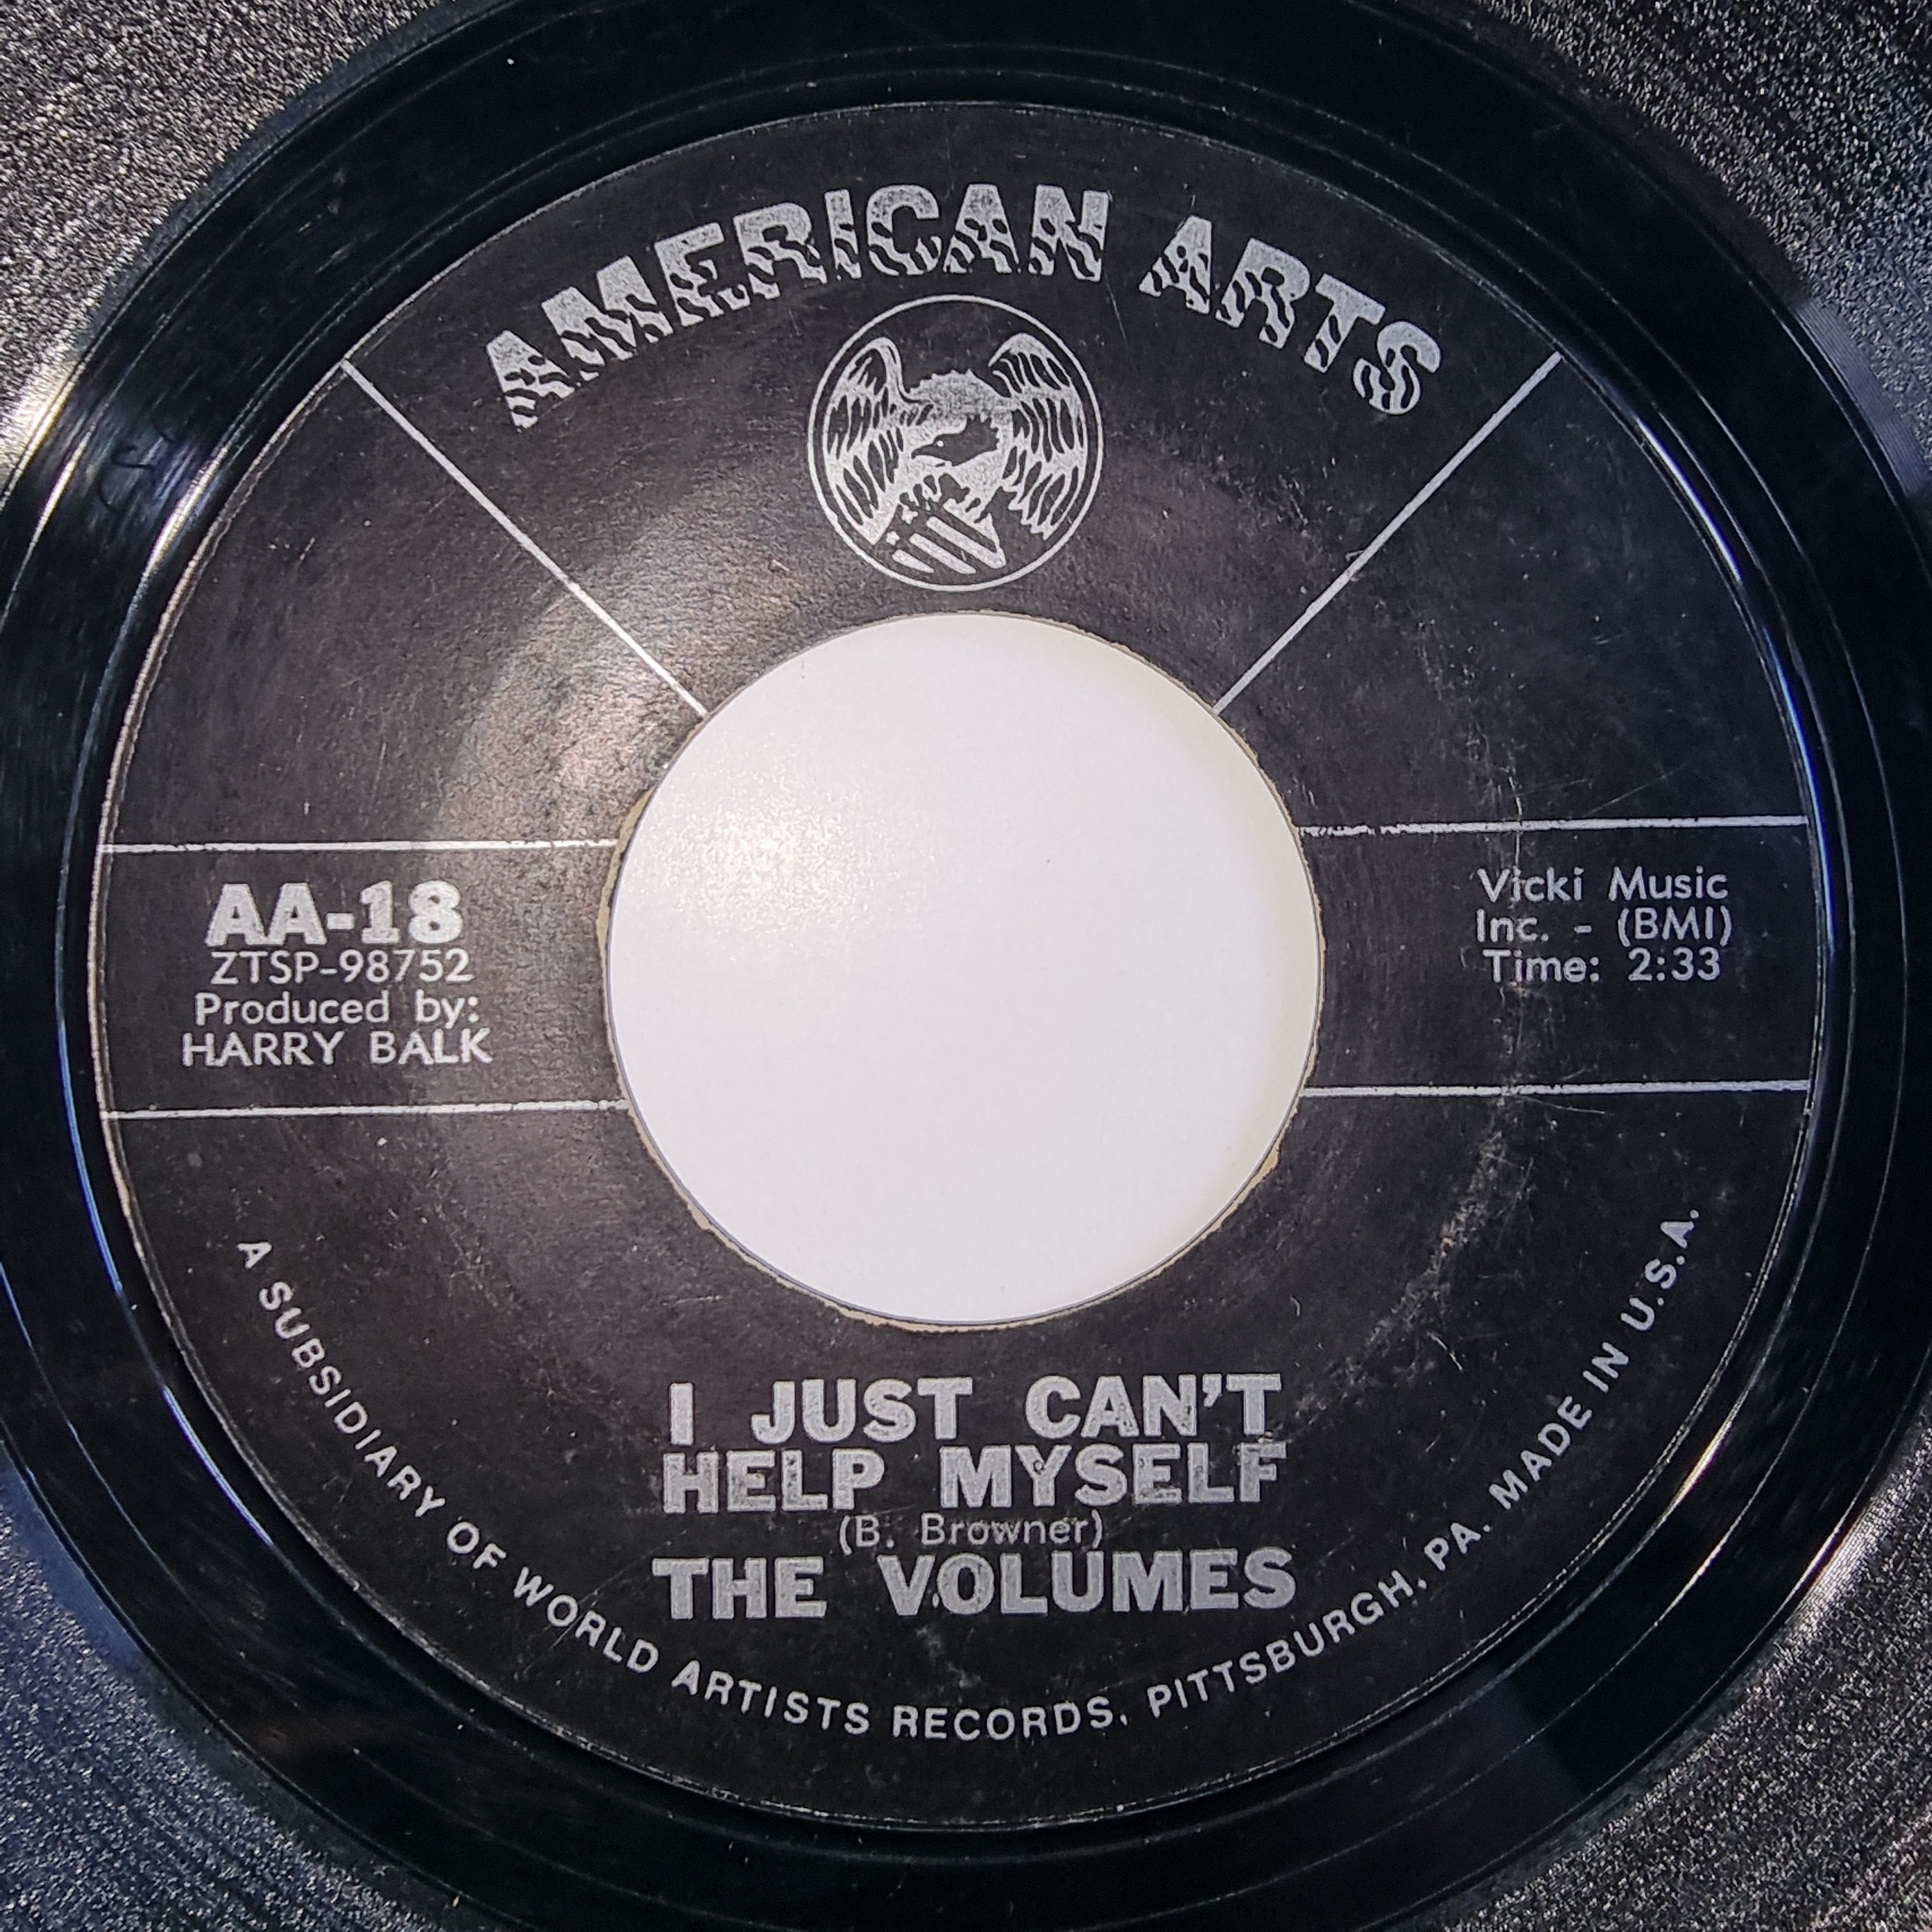 AMERICAN ARTS
AA-18
ZTSP-98752
Produced by:
HARRY BALK
Vicki Music
Inc. - (BMI)
Time: 2:33
I JUST CAN'T
HELP MYSELF
(B. Browner)
THE VOLUMES
A SUBSIDIARY OF WORLD ARTISTS RECORDS, PITTSBURGH, PA. MADE IN U.S.A.